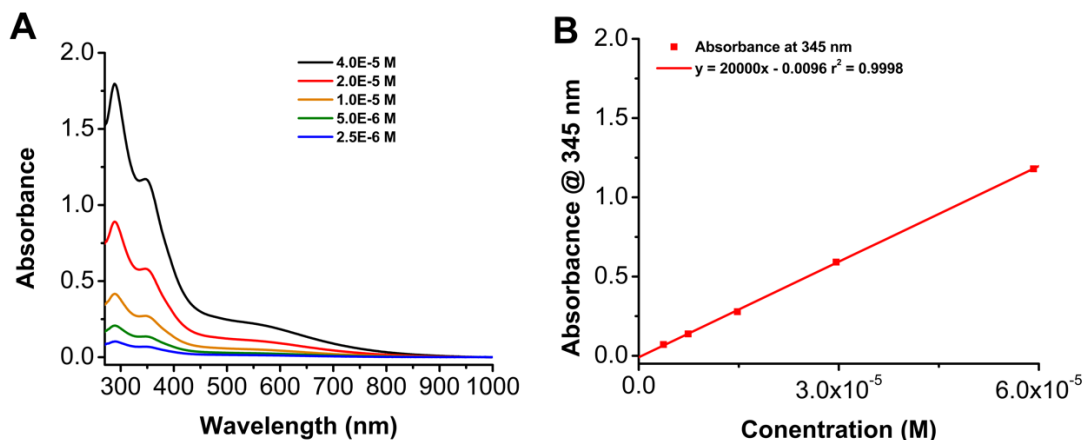 A
2.0
1.5
1.0
0.5
0.0
Absorbance
4.0E-5 M
2.0E-5 M
1.0E-5 M
5.0E-6 M
2.5E-6 M
300 400 500 600 700 800 900 1000
Wavelength (nm)
B
2.0
1.5
1.0
0.5
0.0
Absorbacnce @ 345 nm
Absorbance at 345 nm
y = 20000x - 0.0096 r² = 0.9998
0.0 3.0x10⁻⁵ 6.0x10⁻⁵
Conentration (M)